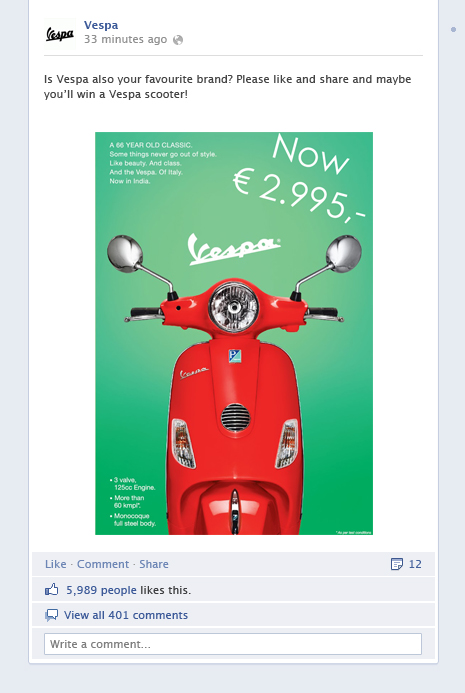 Vespa
Vespa
33 minutes ago
Is Vespa also your favourite brand? Please like and share and maybe
you'll win a Vespa scooter!
A 66 YEAR OLD CLASSIC.
Some things never go out of style.
Like beauty. And class.
And the Vespa. Of Italy.
Now in India.
Now
€ 2.995,-
Vespa
Vespa
• 3 valve,
125cc Engine.
• More than
60 kmpl*.
• Monocoque
full steel body.
Like · Comment · Share
12
5,989 people likes this.
View all 401 comments
Write a comment...